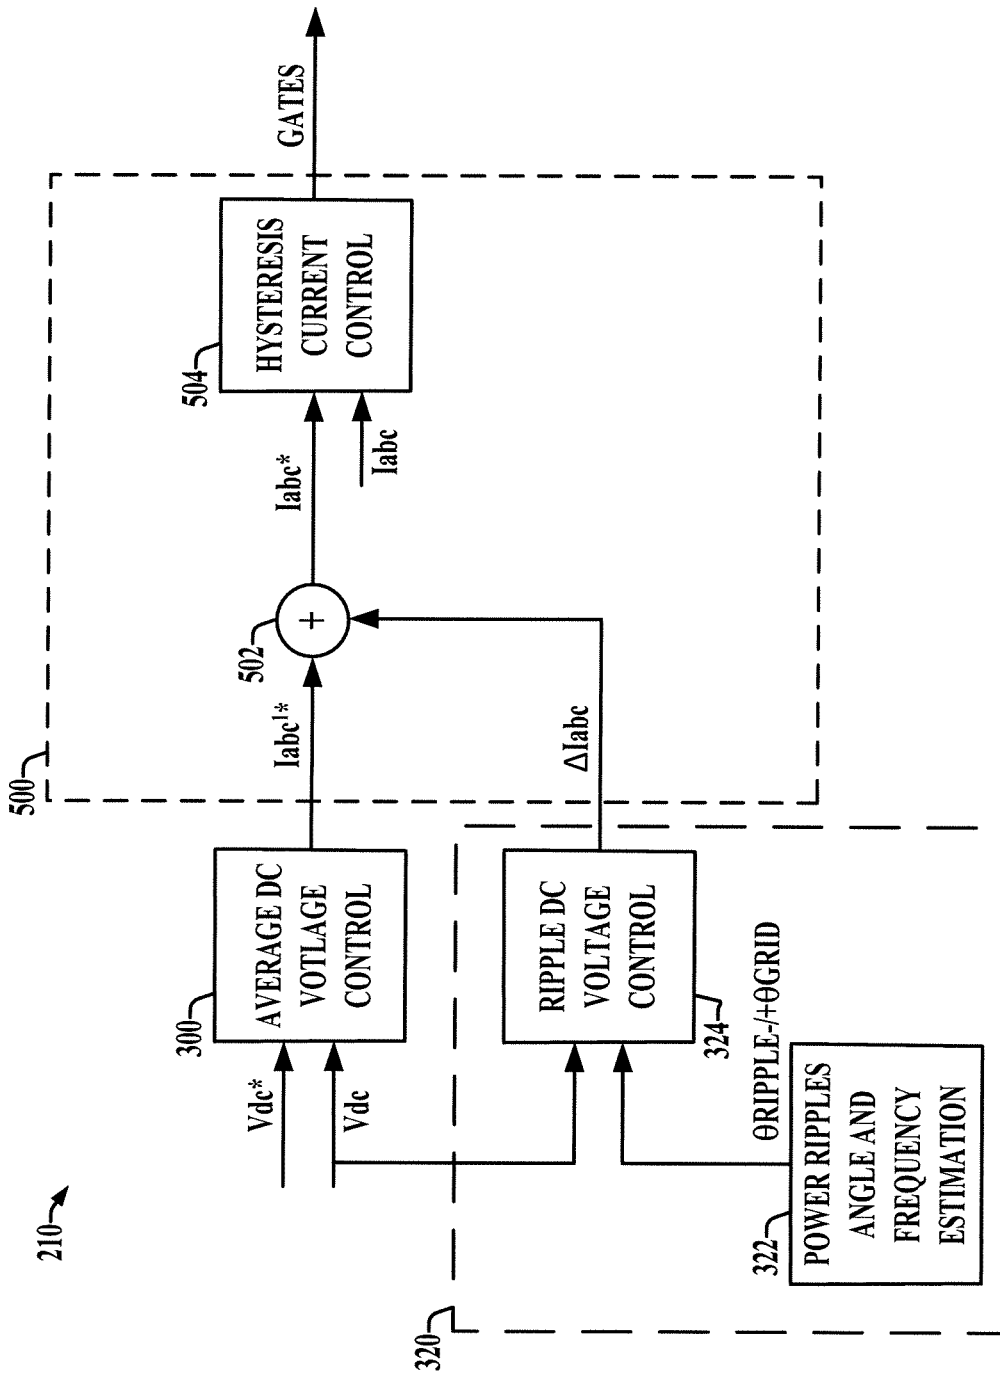 210
500
300
AVERAGE DC
VOTLAGE
CONTROL
Vdc*
Vdc
Iabc1*
502
+
Iabc*
Iabc
504
HYSTERESIS
CURRENT
CONTROL
GATES
320
RIPPLE DC
VOLTAGE
CONTROL
324
ΔIabc
θRIPPLE-/+θGRID
322
POWER RIPPLES
ANGLE AND
FREQUENCY
ESTIMATION